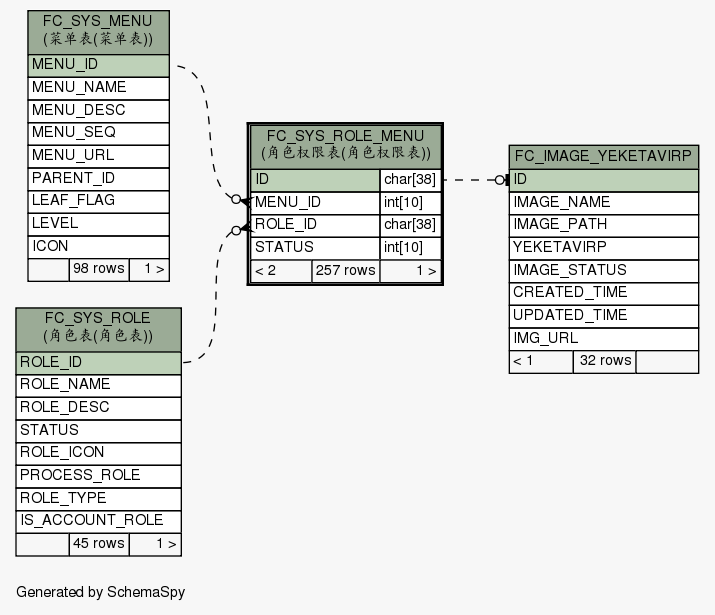 FC_SYS_MENU
(菜单表(菜单表))
MENU_ID
MENU_NAME
MENU_DESC
MENU_SEQ
MENU_URL
PARENT_ID
LEAF_FLAG
LEVEL
ICON
98 rows 1 >
FC_SYS_ROLE
(角色表(角色表))
ROLE_ID
ROLE_NAME
ROLE_DESC
STATUS
ROLE_ICON
PROCESS_ROLE
ROLE_TYPE
IS_ACCOUNT_ROLE
45 rows 1 >
FC_SYS_ROLE_MENU
(角色权限表(角色权限表))
ID char[38]
MENU_ID int[10]
ROLE_ID char[38]
STATUS int[10]
< 2 257 rows 1 >
FC_IMAGE_YEKETAVIRP
ID
IMAGE_NAME
IMAGE_PATH
YEKETAVIRP
IMAGE_STATUS
CREATED_TIME
UPDATED_TIME
IMG_URL
< 1 32 rows
Generated by SchemaSpy